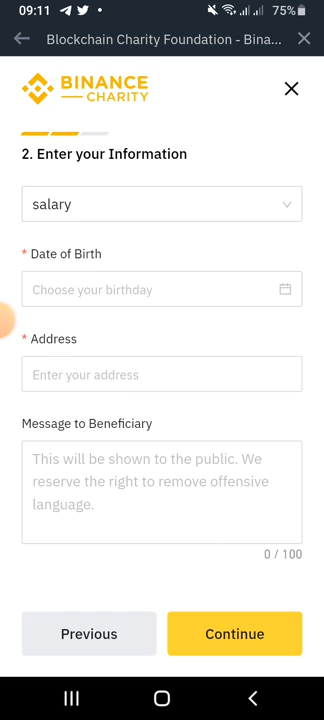 09:11 75%
Blockchain Charity Foundation - Bina...
BINANCE
CHARITY
2. Enter your Information
salary
* Date of Birth
Choose your birthday
* Address
Enter your address
Message to Beneficiary
This will be shown to the public. We
reserve the right to remove offensive
language.
0 / 100
Previous Continue